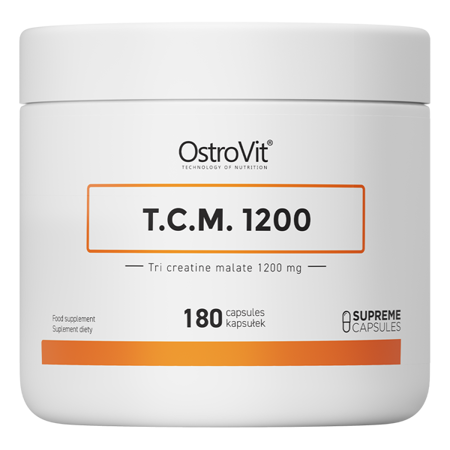 OstroVit®
TECHNOLOGY OF NUTRITION
T.C.M. 1200
Tri creatine malate 1200 mg
Food supplement
Suplement diety
180 capsules
kapsułek
SUPREME
CAPSULES